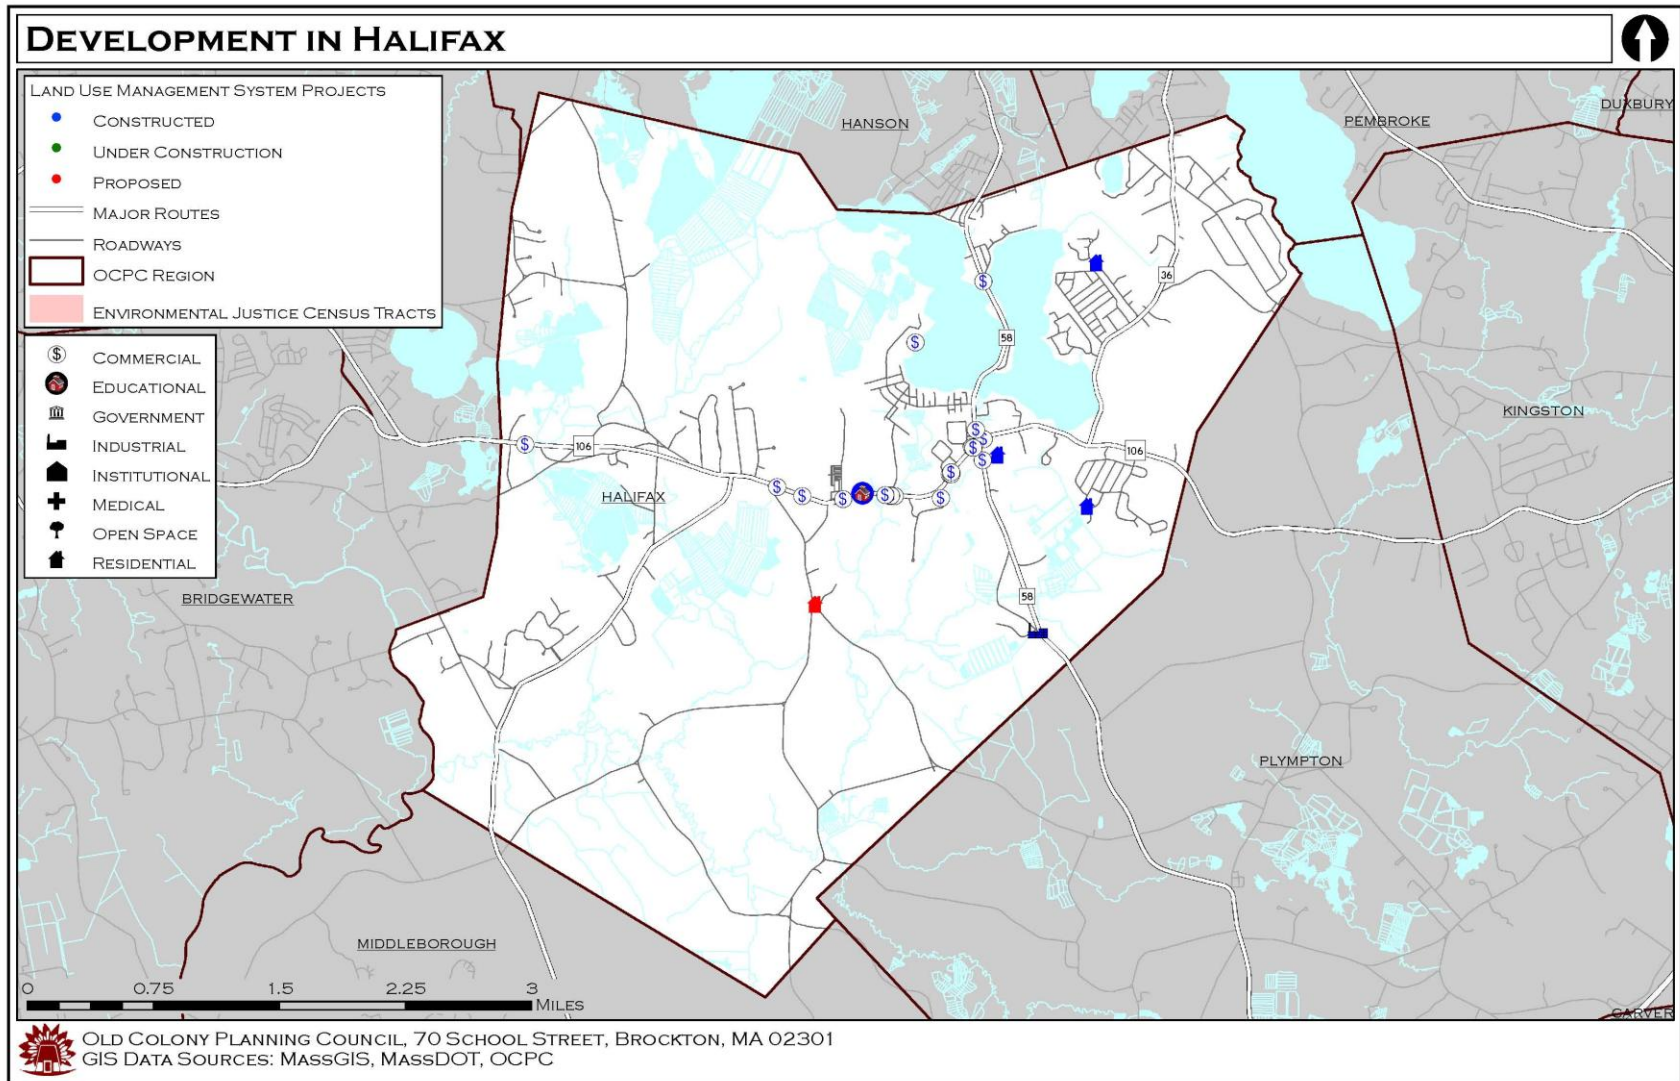 DEVELOPMENT IN HALIFAX
LAND USE MANAGEMENT SYSTEM PROJECTS
CONSTRUCTED
UNDER CONSTRUCTION
PROPOSED
MAJOR ROUTES
ROADWAYS
OCPC REGION
ENVIRONMENTAL JUSTICE CENSUS TRACTS
$ COMMERCIAL
EDUCATIONAL
GOVERNMENT
INDUSTRIAL
INSTITUTIONAL
MEDICAL
OPEN SPACE
RESIDENTIAL
DUXBURY
HANSON
PEMBROKE
36
$
58
$
KINGSTON
$
$
$ 106
$
106
$
$
$
HALIFAX
$
$
$
$
$
58
BRIDGEWATER
PLYMPTON
MIDDLEBOROUGH
0 0.75 1.5 2.25 3
MILES
CARVER
OLD COLONY PLANNING COUNCIL, 70 SCHOOL STREET, BROCKTON, MA 02301
GIS DATA SOURCES: MASSGIS, MASSDOT, OCPC